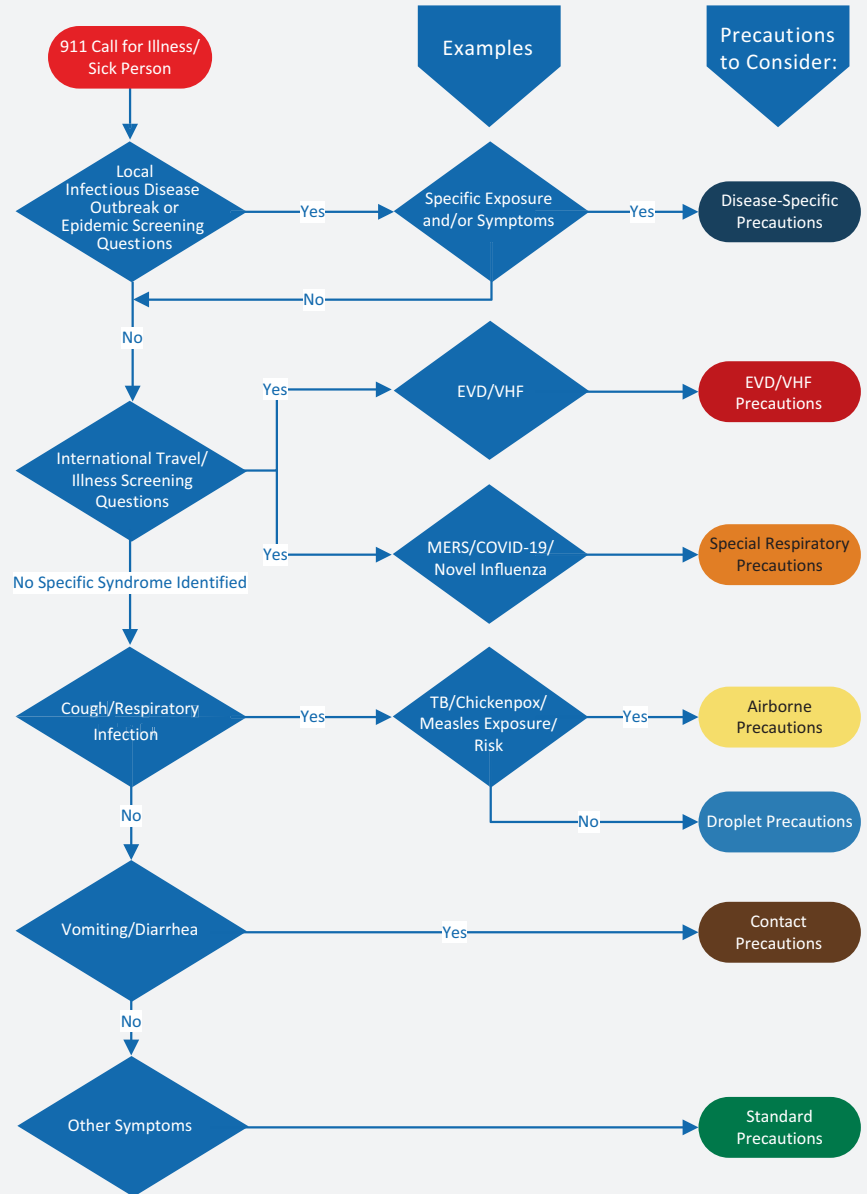 911 Call for Illness/
Sick Person
Examples
Precautions
to Consider:
Local
Infectious Disease
Outbreak or
Epidemic Screening
Questions
Yes
Specific Exposure
and/or Symptoms
Yes
Disease-Specific
Precautions
No
No
Yes
EVD/VHF
EVD/VHF
Precautions
International Travel/
Illness Screening
Questions
Yes
MERS/COVID-19/
Novel Influenza
Special Respiratory
Precautions
No Specific Syndrome Identified
Cough/Respiratory
Infection
Yes
TB/Chickenpox/
Measles Exposure/
Risk
Yes
Airborne
Precautions
No
No
Droplet Precautions
Vomiting/Diarrhea
Yes
Contact
Precautions
No
Other Symptoms
Standard
Precautions